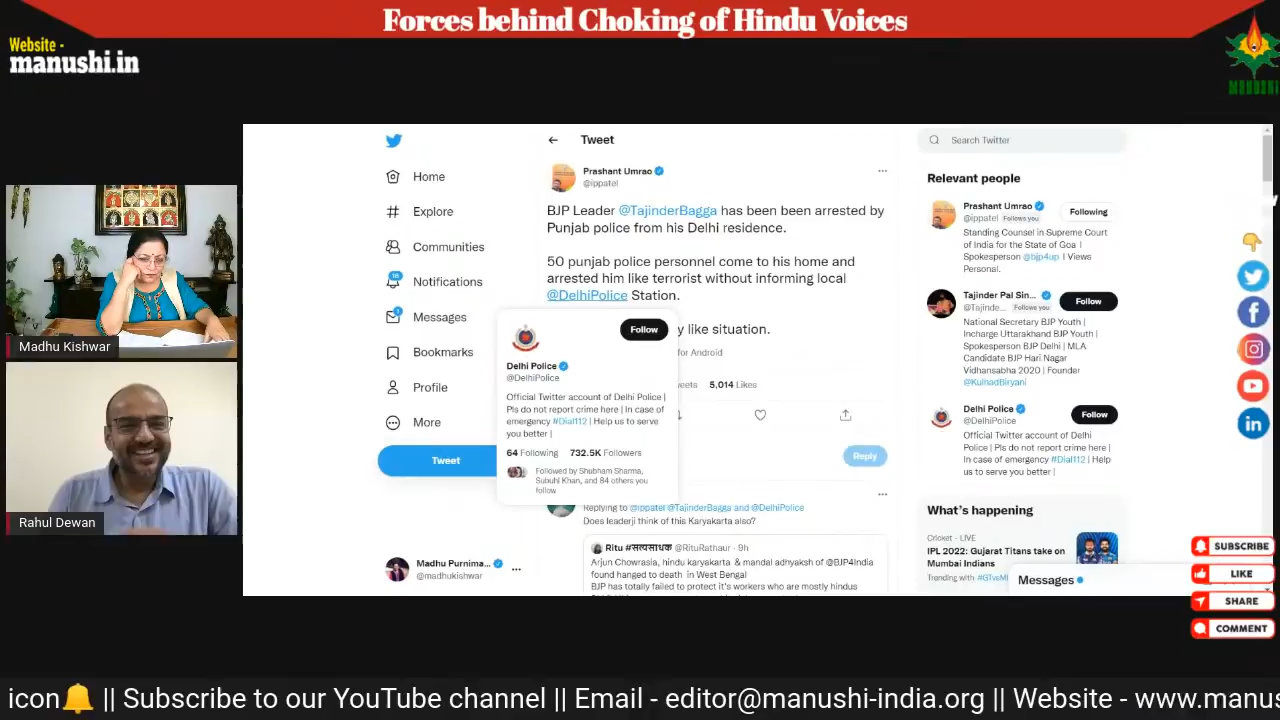 Forces behind Choking of Hindu Voices
Website -
manushi.in
MANUSHI
Madhu Kishwar
Rahul Dewan
Home
Explore
Communities
18
Notifications
1
Messages
Bookmarks
Profile
More
Tweet
Madhu Purnima...
@madhukishwar
Tweet
Prashant Umrao
@ippatel
BJP Leader @TajinderBagga has been been arrested by
Punjab police from his Delhi residence.
50 punjab police personnel come to his home and
arrested him like terrorist without informing local
@DelhiPolice Station.
y like situation.
for Android
5,014 Likes
Reply
Follow
Delhi Police
@DelhiPolice
Official Twitter account of Delhi Police |
Pls do not report crime here | In case of
emergency #Dial112 | Help us to serve
you better |
64 Following 732.5K Followers
Followed by Shubham Sharma,
Subuhi Khan, and 84 others you
follow
Replying to @ippatel @TajinderBagga and @DelhiPolice
Does leaderji think of this Karyakarta also?
Ritu #सत्यसाधक @RituRathaur · 9h
Arjun Chowrasia, hindu karyakarta & mandal adhyaksh of @BJP4India
found hanged to death in West Bengal
BJP has totally failed to protect it's workers who are mostly hindus
Search Twitter
Relevant people
Prashant Umrao
@ippatel Follows you
Following
Standing Counsel in Supreme Court
of India for the State of Goa |
Spokesperson @bjp4up | Views
Personal.
Tajinder Pal Sin...
@Tajinde... Follows you
Follow
National Secretary BJP Youth |
Incharge Uttarakhand BJP Youth |
Spokesperson BJP Delhi | MLA
Candidate BJP Hari Nagar
Vidhansabha 2020 | Founder
@KulhadBiryani
Delhi Police
@DelhiPolice
Follow
Official Twitter account of Delhi
Police | Pls do not report crime here |
In case of emergency #Dial112 | Help
us to serve you better |
What's happening
Cricket · LIVE
IPL 2022: Gujarat Titans take on
Mumbai Indians
Trending with #GTvsMI
Messages
SUBSCRIBE
LIKE
SHARE
COMMENT
icon || Subscribe to our YouTube channel || Email - editor@manushi-india.org || Website - www.manus